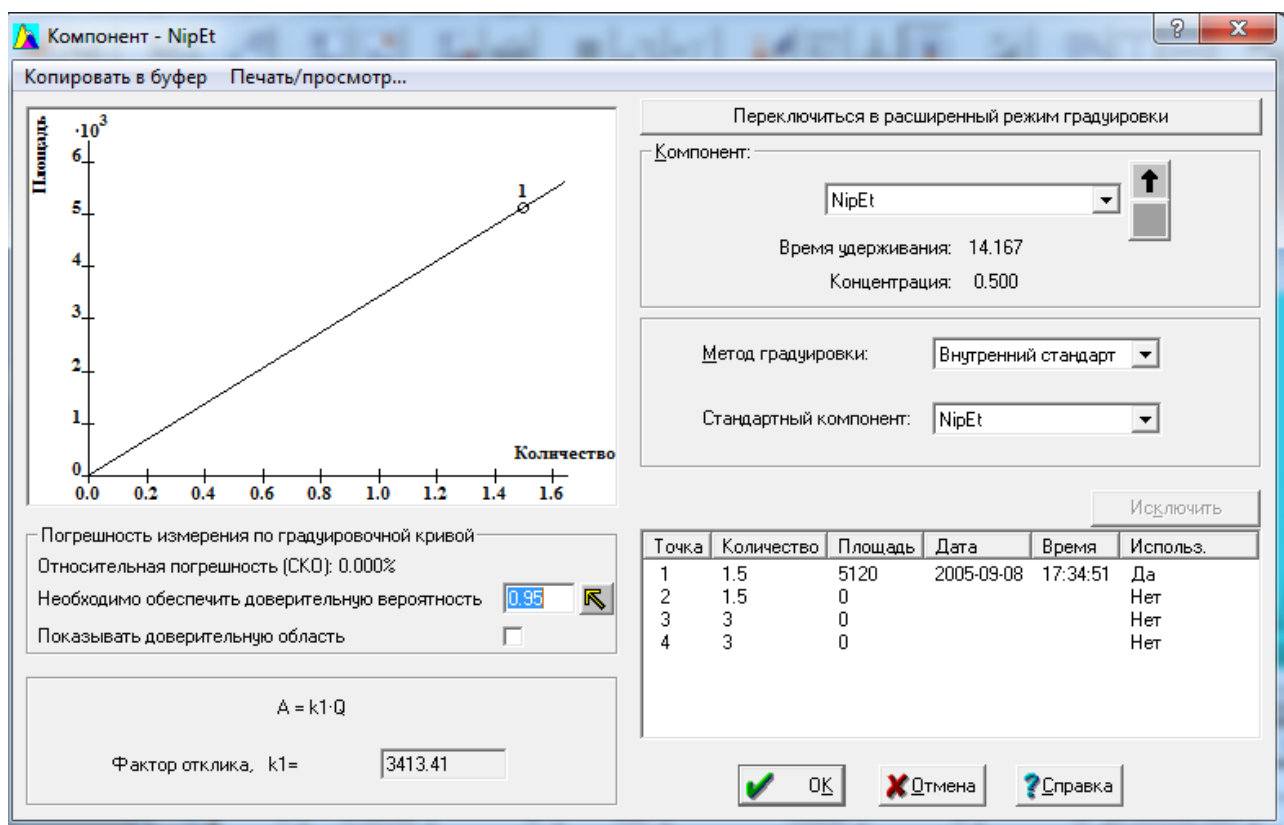 Компонент - NipEt
Копировать в буфер Печать/просмотр...
Площадь
·10³
6
5
4
3
2
1
0
1
Количество
0.0 0.2 0.4 0.6 0.8 1.0 1.2 1.4 1.6
Погрешность измерения по градуировочной кривой
Относительная погрешность (СКО): 0.000%
Необходимо обеспечить доверительную вероятность 0.95
Показывать доверительную область
A = k1·Q
Фактор отклика, k1= 3413.41
Переключиться в расширенный режим градуировки
Компонент:
NipEt
Время удерживания: 14.167
Концентрация: 0.500
Метод градуировки: Внутренний стандарт
Стандартный компонент: NipEt
Исключить
Точка Количество Площадь Дата Время Использ.
1 1.5 5120 2005-09-08 17:34:51 Да
2 1.5 0 Нет
3 3 0 Нет
4 3 0 Нет
OK Отмена ?Справка